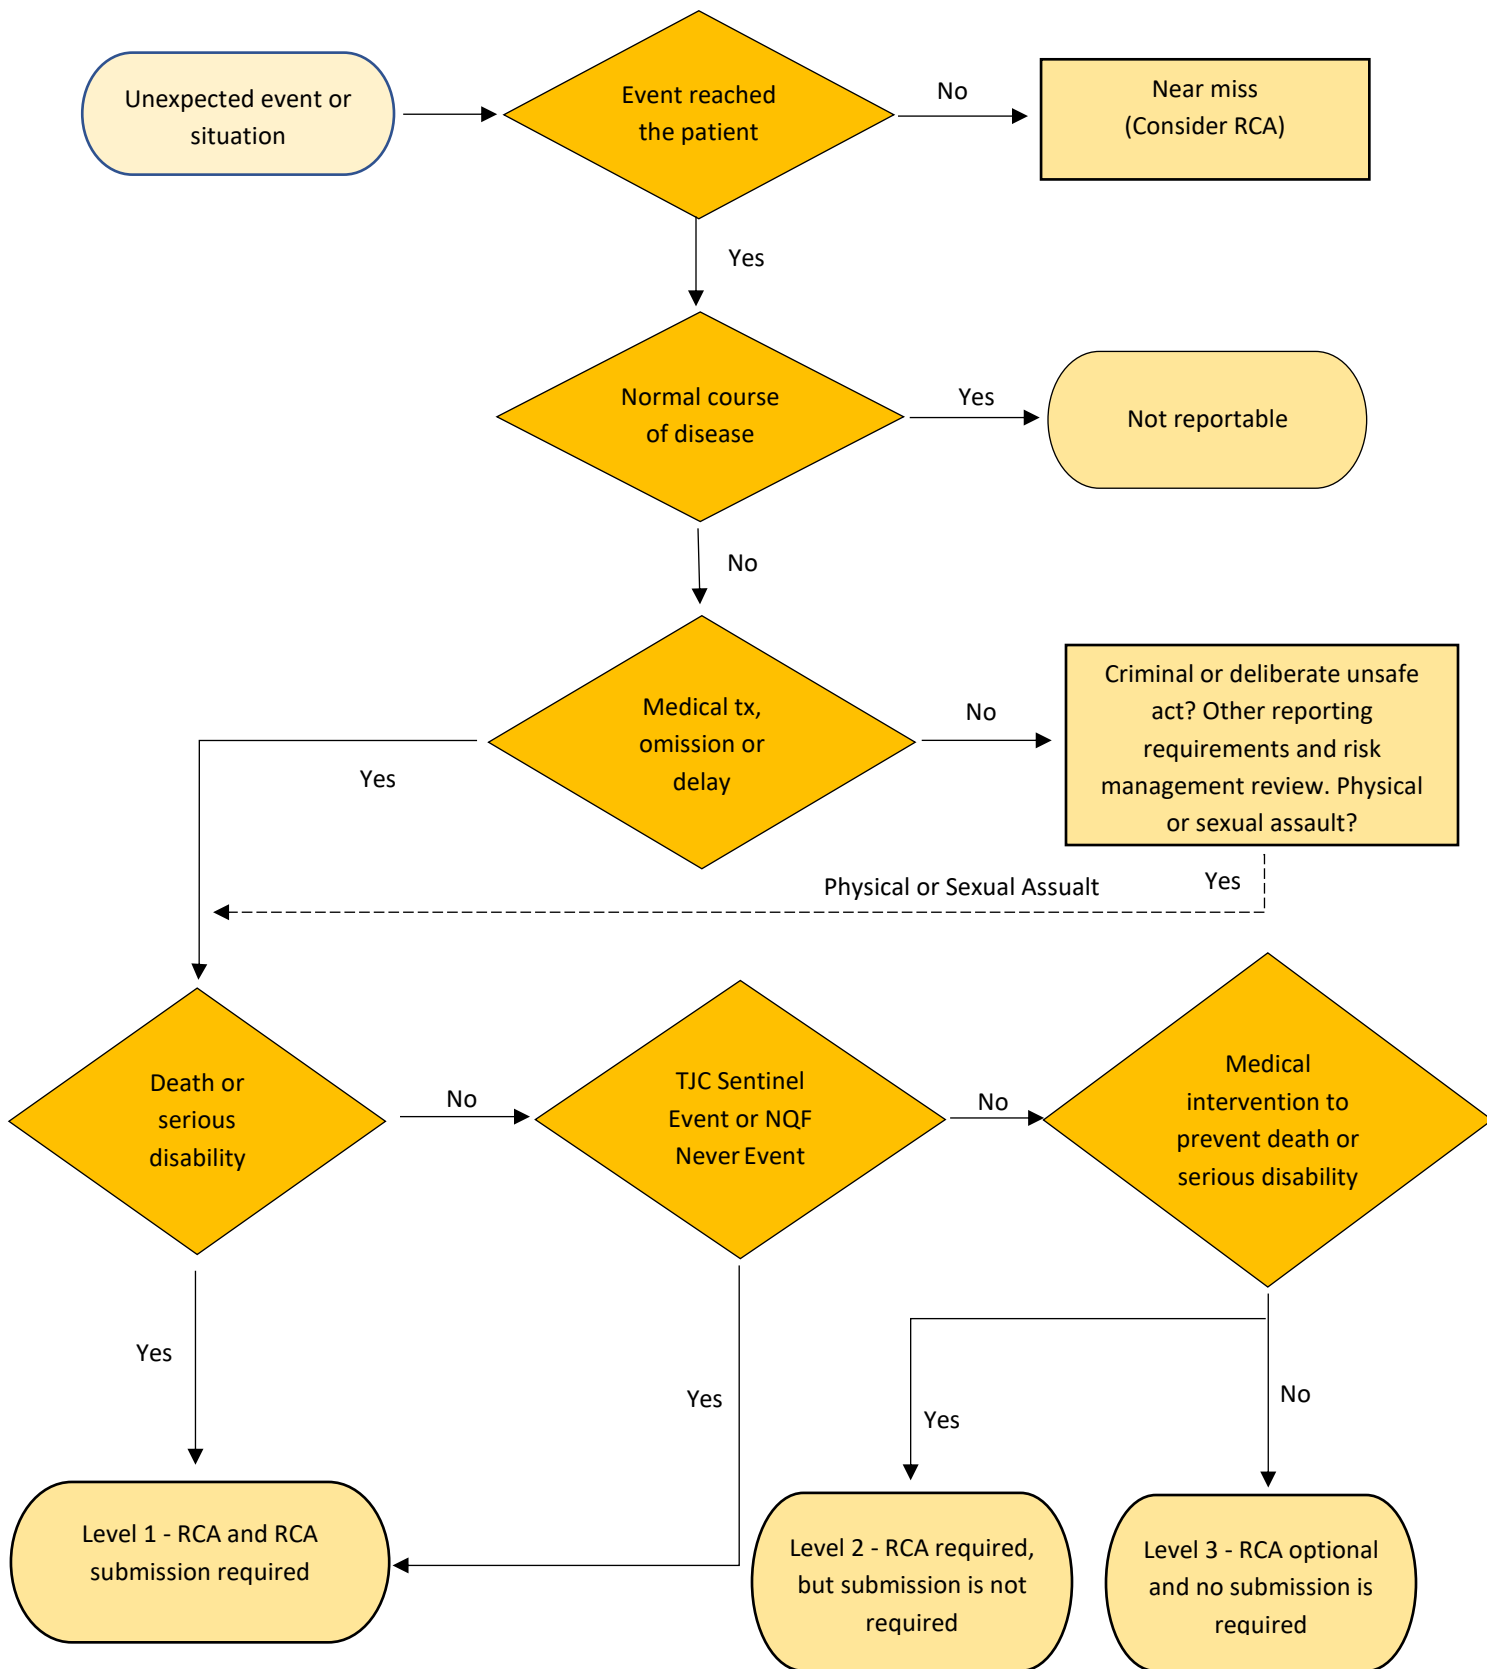 Unexpected event or
situation
Event reached
the patient
No
Near miss
(Consider RCA)
Yes
Normal course
of disease
Yes
Not reportable
No
Medical tx,
omission or
delay
No
Criminal or deliberate unsafe
act? Other reporting
requirements and risk
management review. Physical
or sexual assault?
Yes
Physical or Sexual Assualt
Yes
Death or
serious
disability
No
TJC Sentinel
Event or NQF
Never Event
No
Medical
intervention to
prevent death or
serious disability
Yes
Yes
Yes
No
Level 1 - RCA and RCA
submission required
Level 2 - RCA required,
but submission is not
required
Level 3 - RCA optional
and no submission is
required